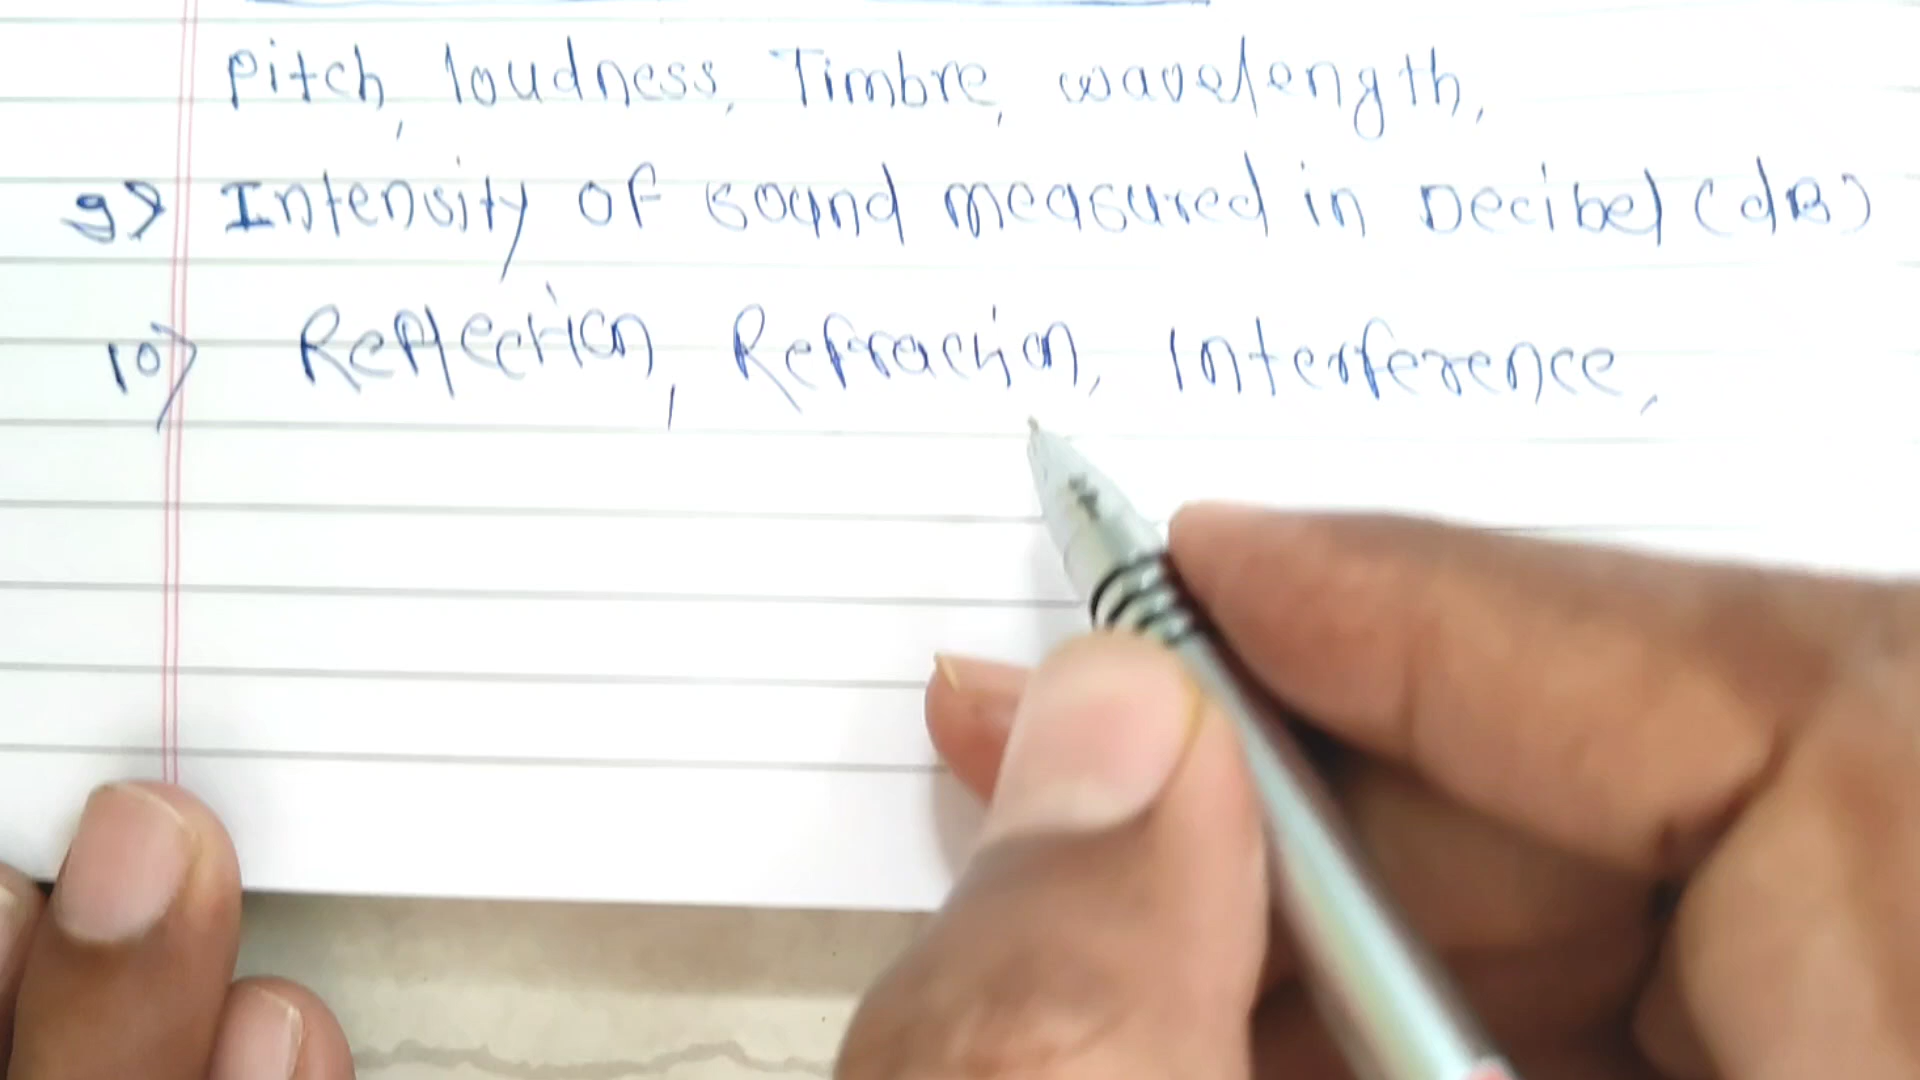 Pitch, loudness, Timbre, wavelength,
9> Intensity OF sound measured in Decibel (dB)
10) Reflection, Refraction, Interference,